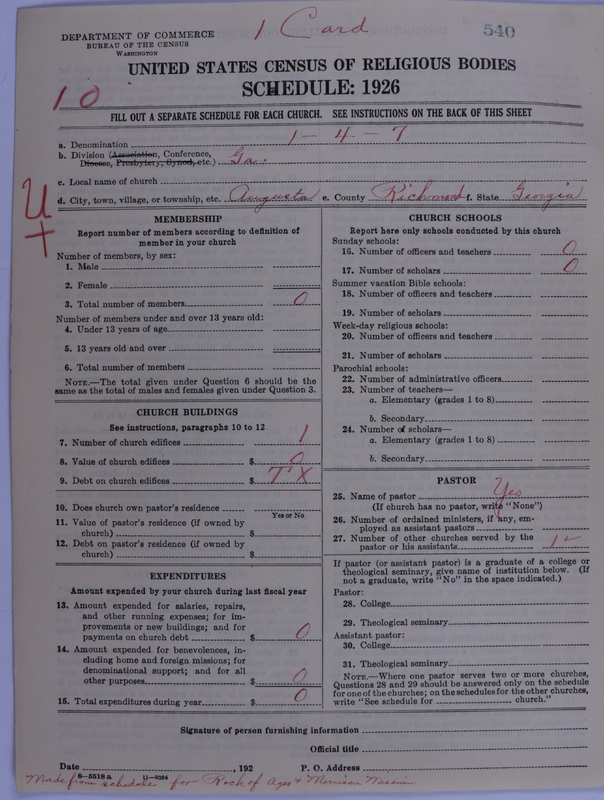 1 Card
540
DEPARTMENT OF COMMERCE
BUREAU OF THE CENSUS
WASHINGTON
UNITED STATES CENSUS OF RELIGIOUS BODIES
SCHEDULE: 1926
10
FILL OUT A SEPARATE SCHEDULE FOR EACH CHURCH. SEE INSTRUCTIONS ON THE BACK OF THIS SHEET
a. Denomination 1-4-7
b. Division (Association, Conference, Diocese, Presbytery, Synod, etc.) Ga.
c. Local name of church
d. City, town, village, or township, etc. Augusta e. County Richmond f. State Georgia
U
+
MEMBERSHIP
Report number of members according to definition of
member in your church
Number of members, by sex:
1. Male
2. Female
3. Total number of members 0
Number of members under and over 13 years old:
4. Under 13 years of age
5. 13 years old and over
6. Total number of members
NOTE.—The total given under Question 6 should be the
same as the total of males and females given under Question 3.
CHURCH BUILDINGS
See instructions, paragraphs 10 to 12
7. Number of church edifices 1
8. Value of church edifices $ 0
9. Debt on church edifices $ TX
10. Does church own pastor's residence
Yes or No
11. Value of pastor's residence (if owned by
church) $
12. Debt on pastor's residence (if owned by
church) $
EXPENDITURES
Amount expended by your church during last fiscal year
13. Amount expended for salaries, repairs,
and other running expenses; for im-
provements or new buildings; and for
payments on church debt $ 0
14. Amount expended for benevolences, in-
cluding home and foreign missions; for
denominational support; and for all
other purposes $ 0
15. Total expenditures during year $ 0
CHURCH SCHOOLS
Report here only schools conducted by this church
Sunday schools:
16. Number of officers and teachers 0
17. Number of scholars 0
Summer vacation Bible schools:
18. Number of officers and teachers
19. Number of scholars
Week-day religious schools:
20. Number of officers and teachers
21. Number of scholars
Parochial schools:
22. Number of administrative officers
23. Number of teachers—
a. Elementary (grades 1 to 8)
b. Secondary
24. Number of scholars—
a. Elementary (grades 1 to 8)
b. Secondary
PASTOR
25. Name of pastor Yes
(If church has no pastor, write "None")
26. Number of ordained ministers, if any, em-
ployed as assistant pastors
27. Number of other churches served by the
pastor or his assistants
If pastor (or assistant pastor) is a graduate of a college or
theological seminary, give name of institution below. (If
not a graduate, write "No" in the space indicated.)
Pastor:
28. College
29. Theological seminary
Assistant pastor:
30. College
31. Theological seminary
NOTE.—Where one pastor serves two or more churches,
Questions 28 and 29 should be answered only on the schedule
for one of the churches; on the schedules for the other churches,
write "See schedule for church."
Signature of person furnishing information
Official title
Date , 192 P. O. Address
8—5518 a 11—9054
Made from schedule for Rock of Ages & Morrison Mission